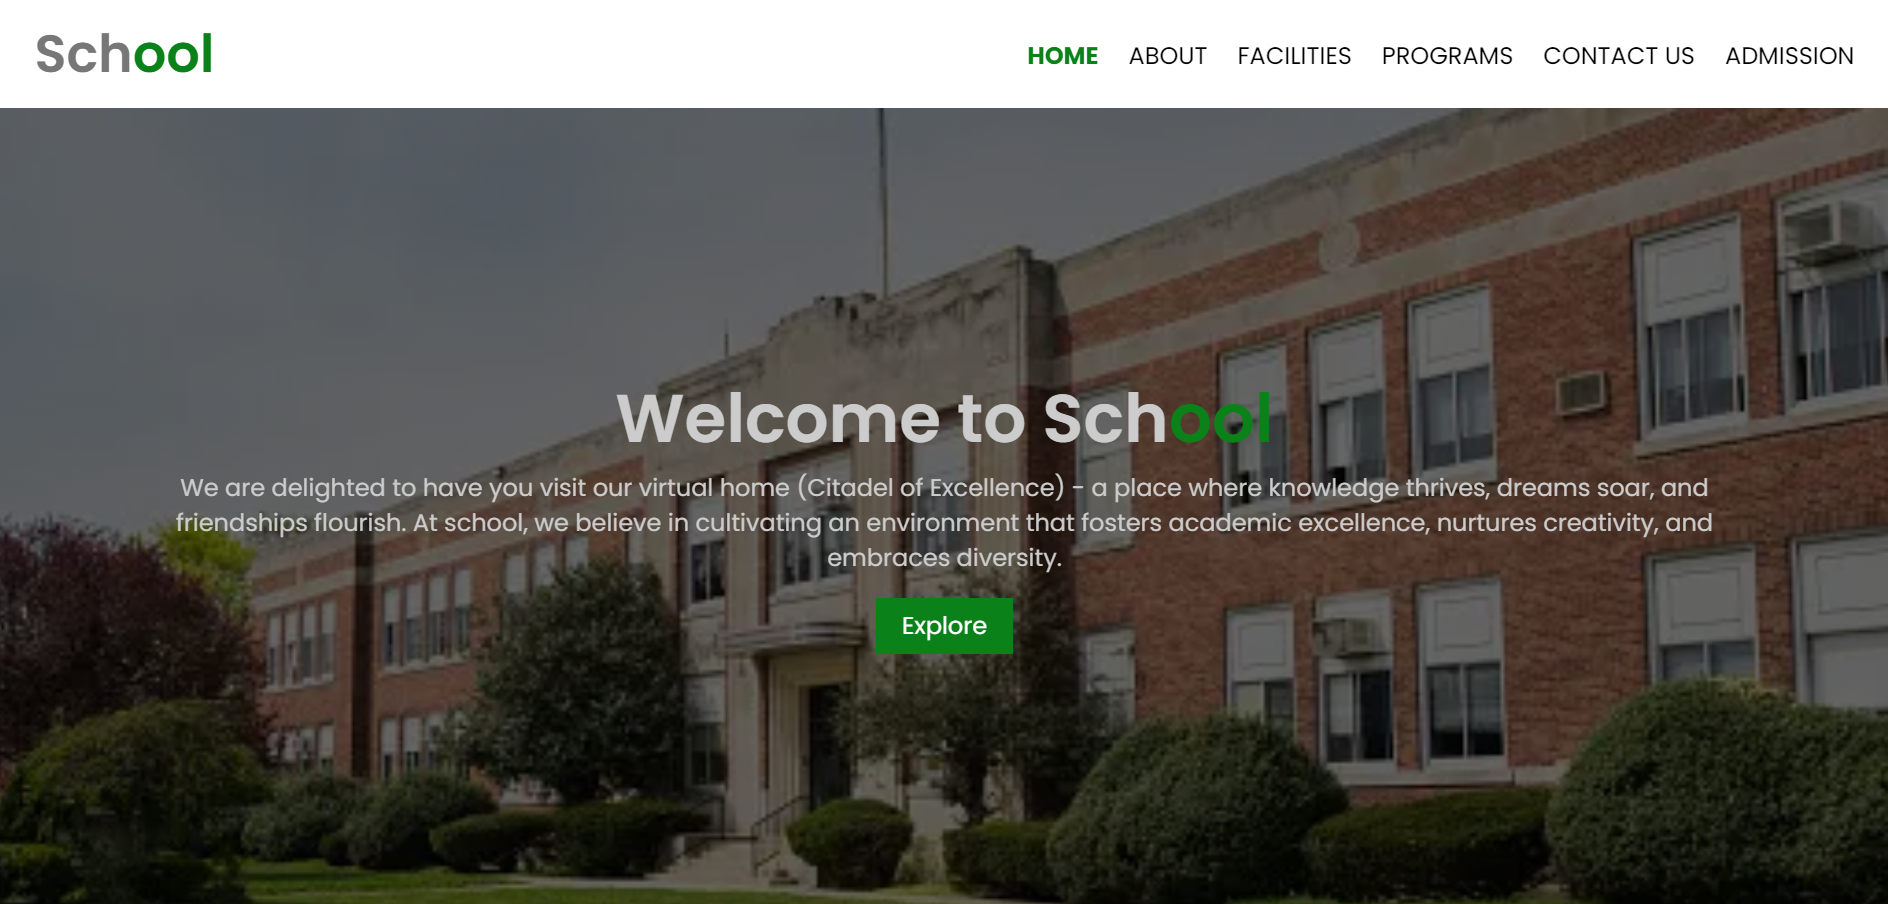 School
HOME ABOUT FACILITIES PROGRAMS CONTACT US ADMISSION
Welcome to School
We are delighted to have you visit our virtual home (Citadel of Excellence) - a place where knowledge thrives, dreams soar, and
friendships flourish. At school, we believe in cultivating an environment that fosters academic excellence, nurtures creativity, and
embraces diversity.
Explore